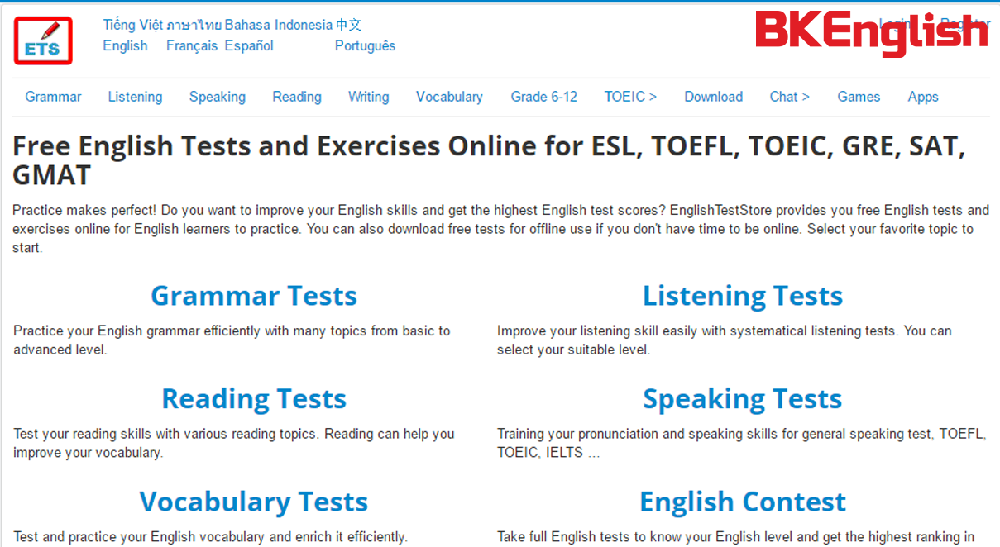 ETS
Tiếng Việt ภาษาไทย Bahasa Indonesia 中文
English Français Español Português
Login Register
BKEnglish
Grammar Listening Speaking Reading Writing Vocabulary Grade 6-12 TOEIC > Download Chat > Games Apps
Free English Tests and Exercises Online for ESL, TOEFL, TOEIC, GRE, SAT,
GMAT
Practice makes perfect! Do you want to improve your English skills and get the highest English test scores? EnglishTestStore provides you free English tests and
exercises online for English learners to practice. You can also download free tests for offline use if you don't have time to be online. Select your favorite topic to
start.
Grammar Tests
Practice your English grammar efficiently with many topics from basic to
advanced level.
Listening Tests
Improve your listening skill easily with systematical listening tests. You can
select your suitable level.
Reading Tests
Test your reading skills with various reading topics. Reading can help you
improve your vocabulary.
Speaking Tests
Training your pronunciation and speaking skills for general speaking test, TOEFL,
TOEIC, IELTS ...
Vocabulary Tests
Test and practice your English vocabulary and enrich it efficiently.
English Contest
Take full English tests to know your English level and get the highest ranking in